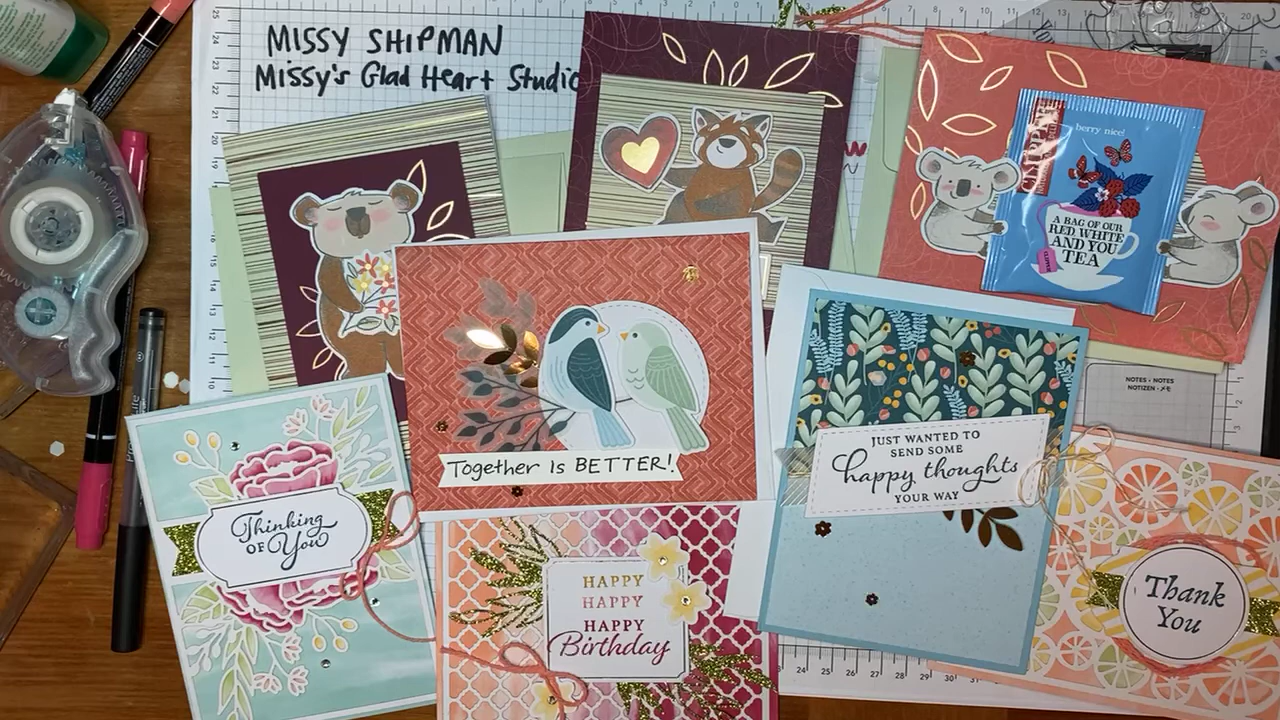 MISSY SHIPMAN
Missy's Glad Heart Studio
berry nice!
CLIPPER
A BAG OF OUR
RED, WHITE
AND YOU
TEA
Together is BETTER!
NOTES • NOTES
JUST WANTED TO
SEND SOME
happy thoughts
YOUR WAY
Thinking
OF You
HAPPY
HAPPY
HAPPY
Birthday
Thank
You